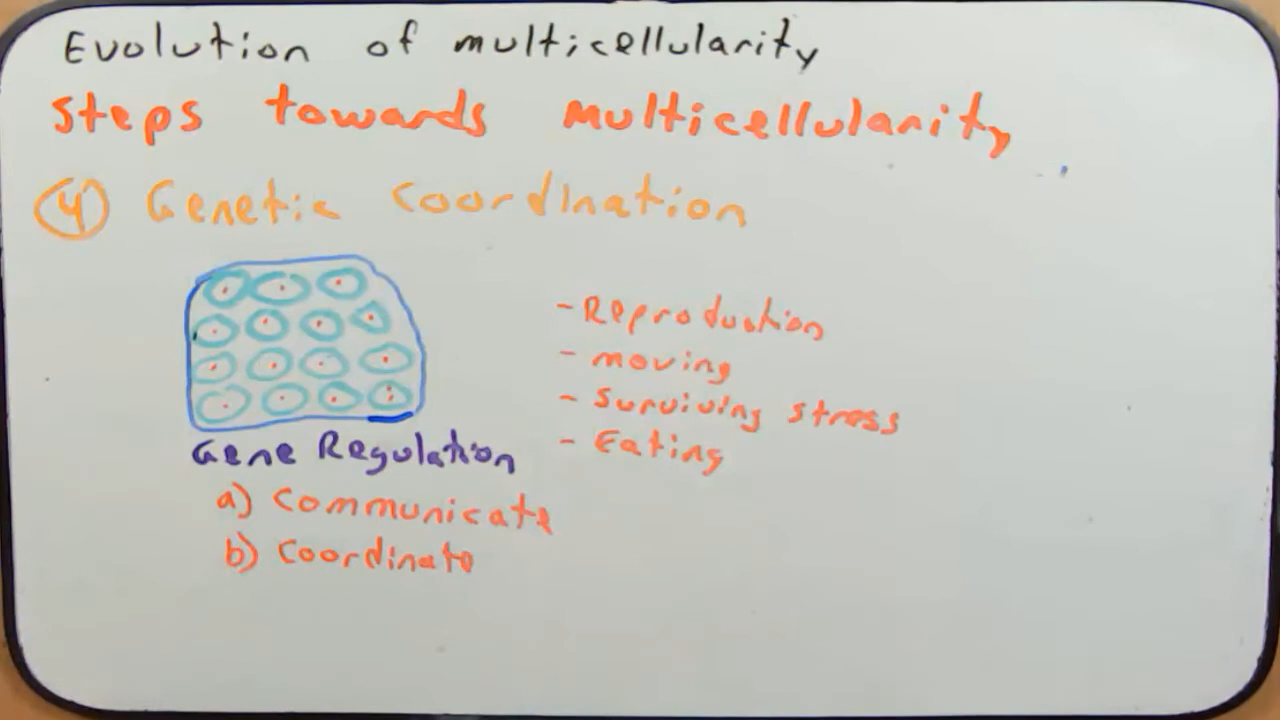 Evolution of multicellularity
Steps towards multicellularity
4 Genetic Coordination
- Reproduction
- moving
- Surviving stress
- Eating
Gene Regulation
a) Communicate
b) Coordinate